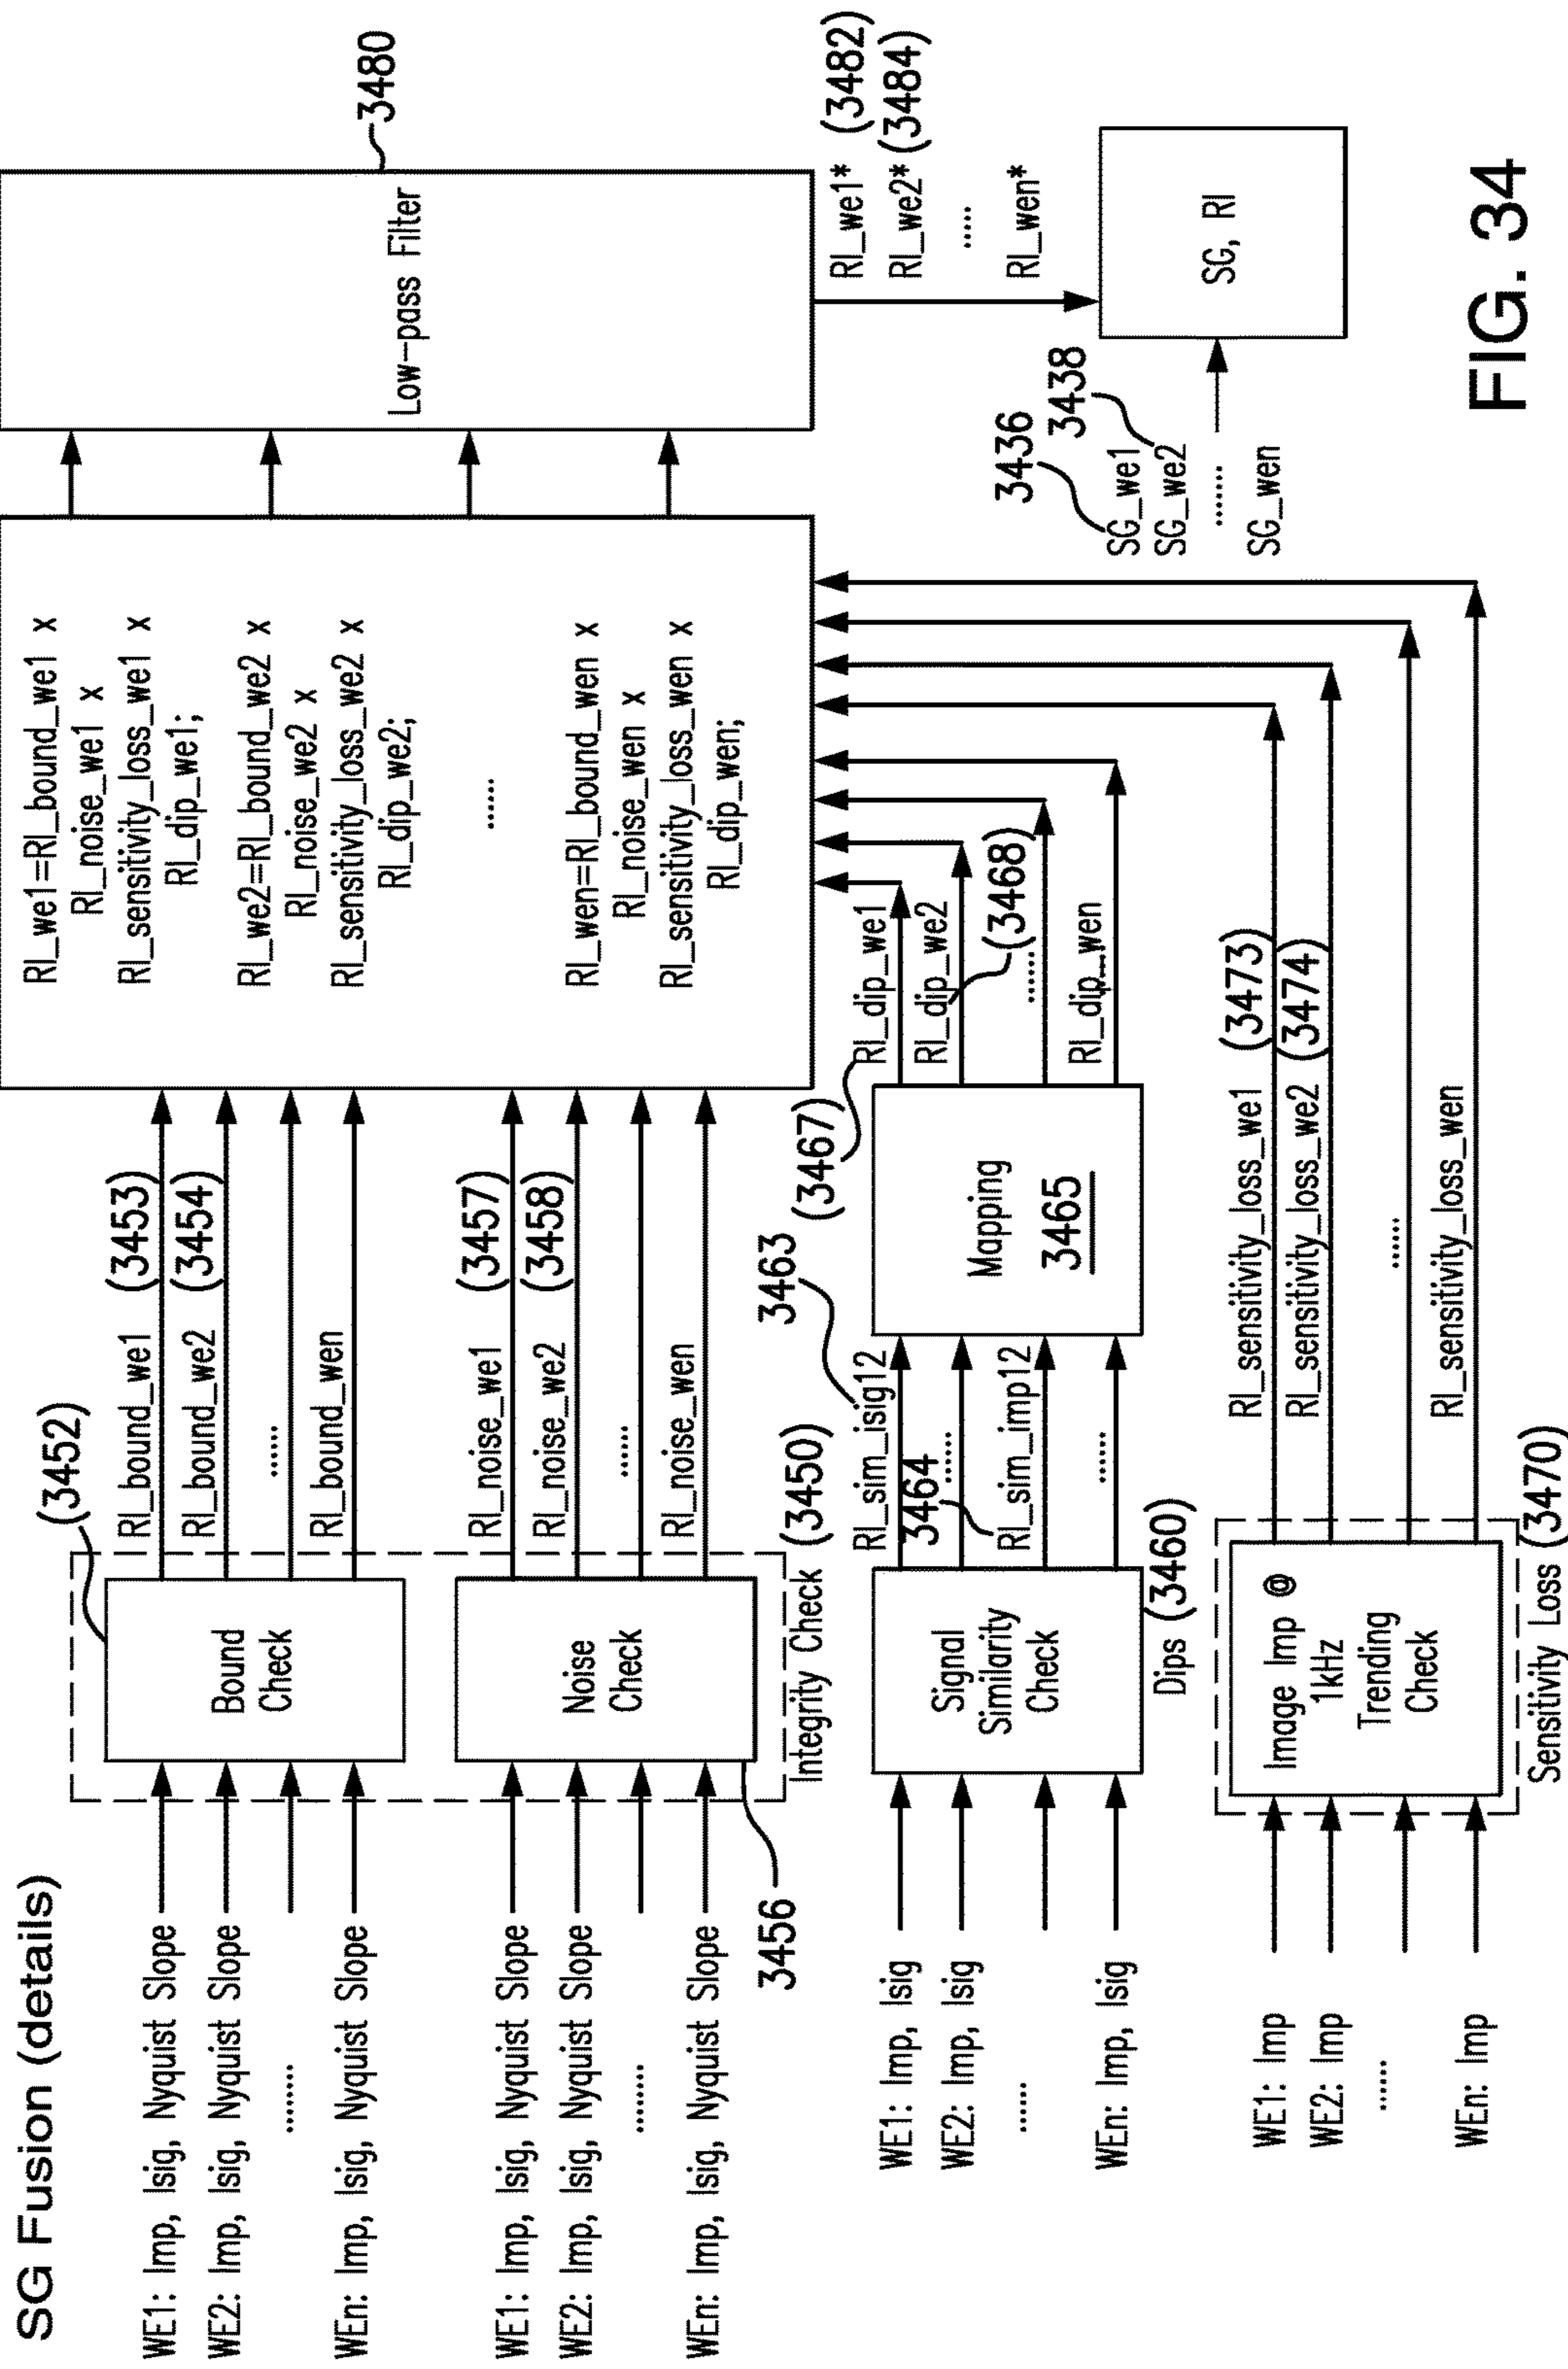 SG Fusion (details)
WE1: Imp, Isig, Nyquist Slope
WE2: Imp, Isig, Nyquist Slope
........
WEn: Imp, Isig, Nyquist Slope
(3452)
Bound
Check
RI_bound_we1 (3453)
RI_bound_we2 (3454)
......
RI_bound_wen
WE1: Imp, Isig, Nyquist Slope
WE2: Imp, Isig, Nyquist Slope
........
WEn: Imp, Isig, Nyquist Slope
3456
Noise
Check
Integrity Check (3450)
RI_noise_we1 (3457)
RI_noise_we2 (3458)
......
RI_noise_wen
WE1: Imp, Isig
WE2: Imp, Isig
......
WEn: Imp, Isig
Signal
Similarity
Check
Dips (3460)
3463
RI_sim_isig12
......
3464
RI_sim_imp12
......
Mapping
3465
(3467)
RI_dip_we1
RI_dip_we2
(3468)
......
RI_dip_wen
WE1: Imp
WE2: Imp
......
WEn: Imp
Image Imp @
1kHz
Trending
Check
Sensitivity Loss (3470)
RI_sensitivity_loss_we1 (3473)
RI_sensitivity_loss_we2 (3474)
......
RI_sensitivity_loss_wen
RI_we1=RI_bound_we1 x
RI_noise_we1 x
RI_sensitivity_loss_we1 x
RI_dip_we1;
RI_we2=RI_bound_we2 x
RI_noise_we2 x
RI_sensitivity_loss_we2 x
RI_dip_we2;
......
RI_wen=RI_bound_wen x
RI_noise_wen x
RI_sensitivity_loss_wen x
RI_dip_wen;
Low-pass Filter
3480
RI_we1* (3482)
RI_we2* (3484)
.....
RI_wen*
3436
3438
SG_we1
SG_we2
.......
SG_wen
SG, RI
FIG. 34